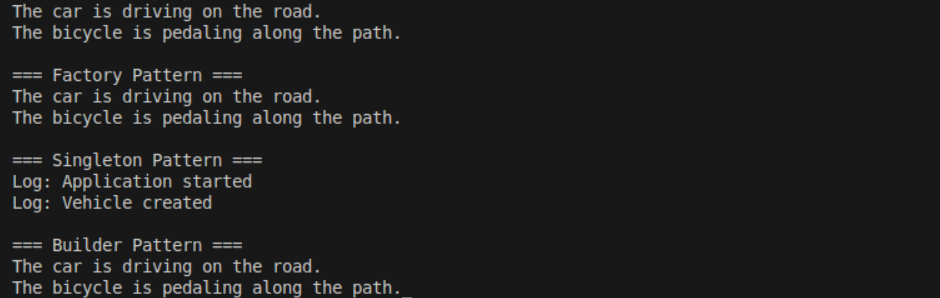 The car is driving on the road.
The bicycle is pedaling along the path.

=== Factory Pattern ===
The car is driving on the road.
The bicycle is pedaling along the path.

=== Singleton Pattern ===
Log: Application started
Log: Vehicle created

=== Builder Pattern ===
The car is driving on the road.
The bicycle is pedaling along the path._